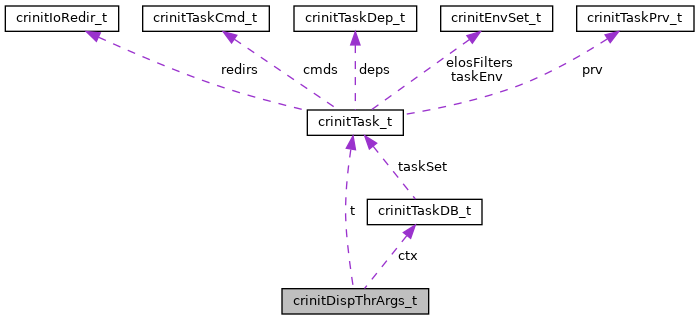 crinitIoRedir_t
crinitTaskCmd_t
crinitTaskDep_t
crinitEnvSet_t
crinitTaskPrv_t
redirs
cmds
deps
elosFilters
taskEnv
prv
crinitTask_t
taskSet
t
crinitTaskDB_t
ctx
crinitDispThrArgs_t